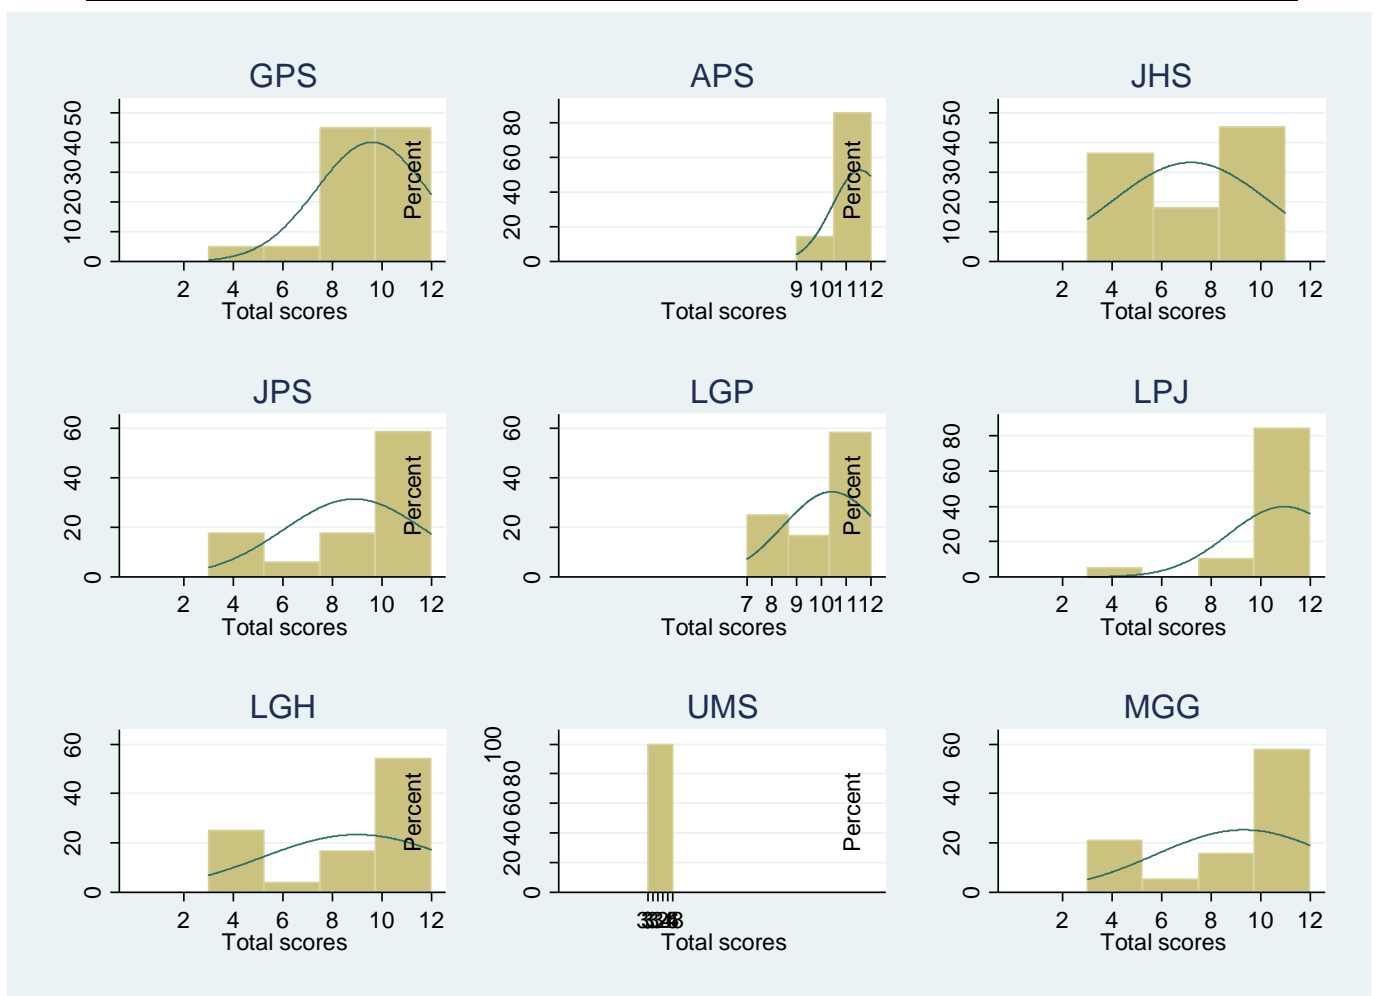 GPS
0 10 20 30 40 50
Percent
2 4 6 8 10 12
Total scores
APS
0 20 40 60 80
Percent
9 10 11 12
Total scores
JHS
0 10 20 30 40 50
2 4 6 8 10 12
Total scores
JPS
0 20 40 60
Percent
2 4 6 8 10 12
Total scores
LGP
0 20 40 60
Percent
7 8 9 10 11 12
Total scores
LPJ
0 20 40 60 80
2 4 6 8 10 12
Total scores
LGH
0 20 40 60
Percent
2 4 6 8 10 12
Total scores
UMS
0 20 40 60 80 100
Percent
Total scores
MGG
0 20 40 60
2 4 6 8 10 12
Total scores